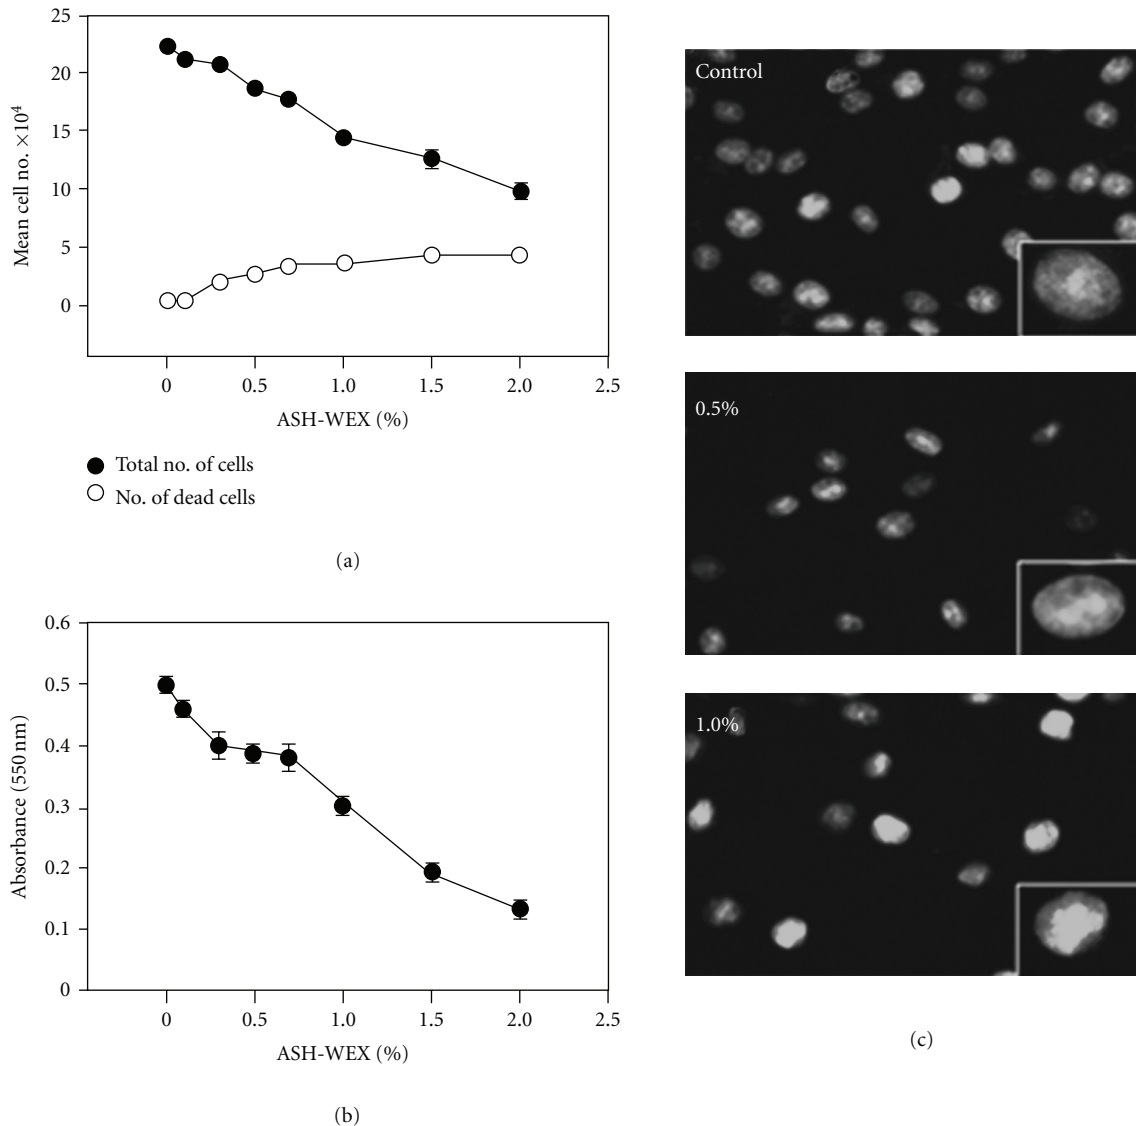 25
20
15
10
5
0
Mean cell no. ×10⁴
0 0.5 1.0 1.5 2.0 2.5
ASH-WEX (%)
Total no. of cells
No. of dead cells
(a)
0.6
0.5
0.4
0.3
0.2
0.1
0
Absorbance (550 nm)
0 0.5 1.0 1.5 2.0 2.5
ASH-WEX (%)
(b)
Control
0.5%
1.0%
(c)